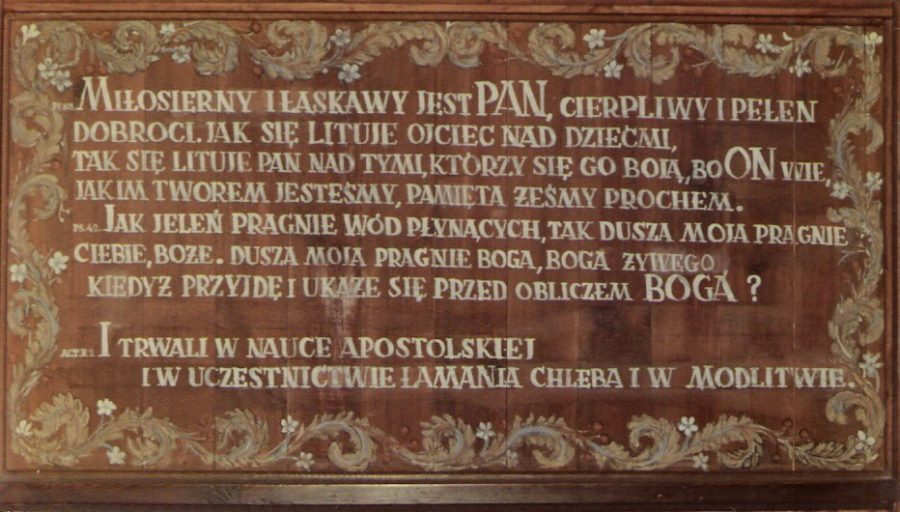 MIŁOSIERNY I ŁASKAWY JEST PAN, CIERPLIWY I PEŁEN
DOBROCI. JAK SIĘ LITUJE OJCIEC NAD DZIEĆMI,
TAK SIĘ LITUJE PAN NAD TYMI, KTÓRZY SIĘ GO BOJĄ, BO ON WIE,
JAKIM TWOREM JESTEŚMY, PAMIĘTA ŻEŚMY PROCHEM.
PS.42. JAK JELEŃ PRAGNIE WÓD PŁYNĄCYCH, TAK DUSZA MOJA PRAGNIE
CIEBIE, BOŻE. DUSZA MOJA PRAGNIE BOGA, BOGA ŻYWEGO
KIEDYŻ PRZYJDĘ I UKAŻE SIĘ PRZED OBLICZEM BOGA?
I TRWALI W NAUCE APOSTOLSKIEJ
I W UCZESTNICTWIE ŁAMANIA CHLEBA I W MODLITWIE.